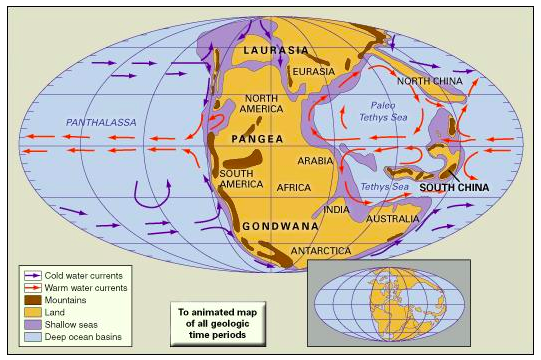 LAURASIA
EURASIA
NORTH CHINA
NORTH
AMERICA
Paleo
Tethys Sea
PANTHALASSA
PANGEA
ARABIA
SOUTH
AMERICA
AFRICA
Tethys Sea
SOUTH CHINA
INDIA
AUSTRALIA
GONDWANA
ANTARCTICA
Cold water currents
Warm water currents
Mountains
Land
Shallow seas
Deep ocean basins
To animated map
of all geologic
time periods